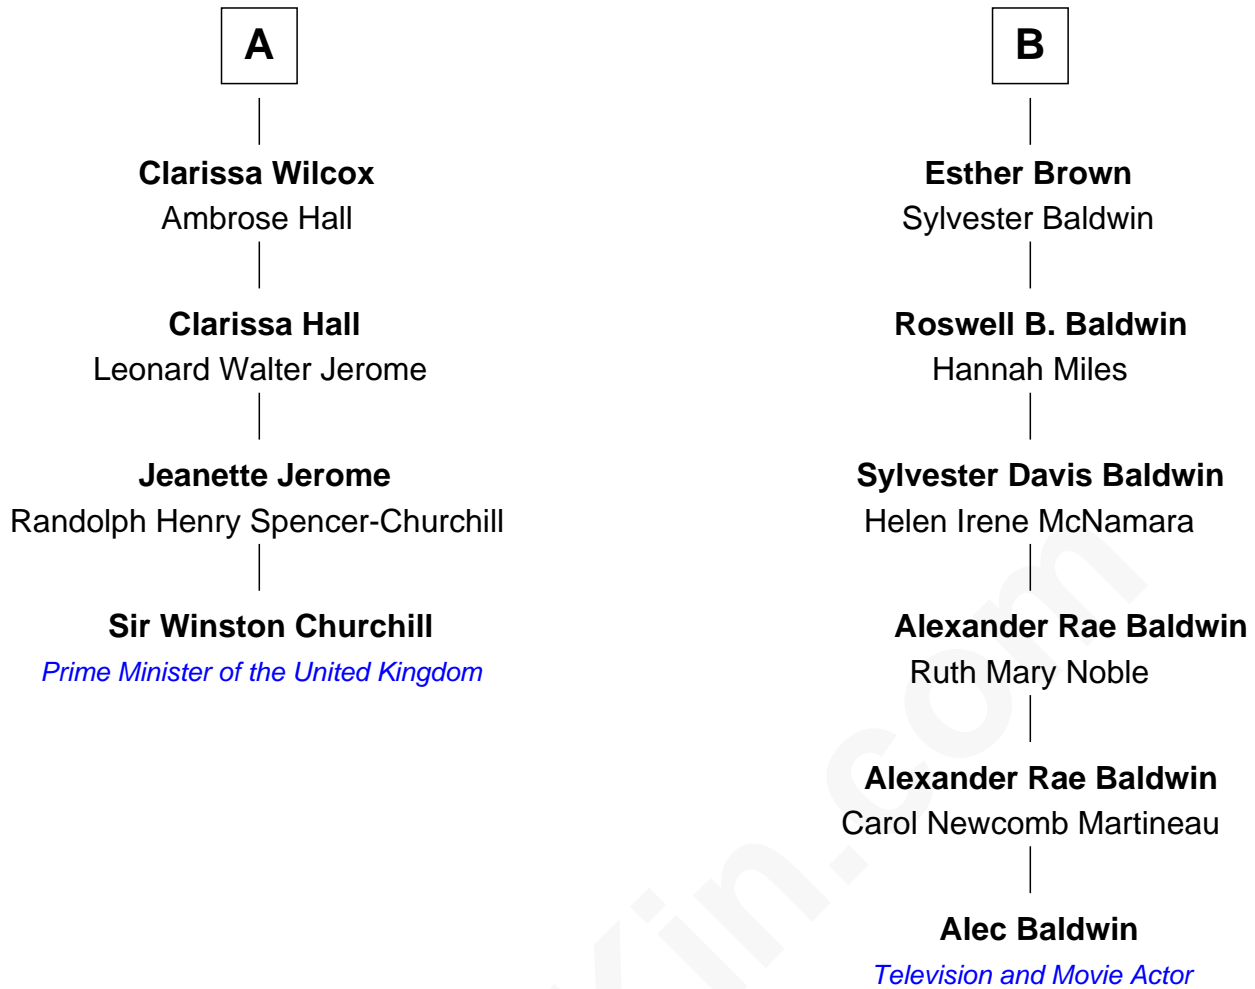 A
Clarissa Wilcox
Ambrose Hall
Clarissa Hall
Leonard Walter Jerome
Jeanette Jerome
Randolph Henry Spencer-Churchill
Sir Winston Churchill
Prime Minister of the United Kingdom
B
Esther Brown
Sylvester Baldwin
Roswell B. Baldwin
Hannah Miles
Sylvester Davis Baldwin
Helen Irene McNamara
Alexander Rae Baldwin
Ruth Mary Noble
Alexander Rae Baldwin
Carol Newcomb Martineau
Alec Baldwin
Television and Movie Actor
Kin.com